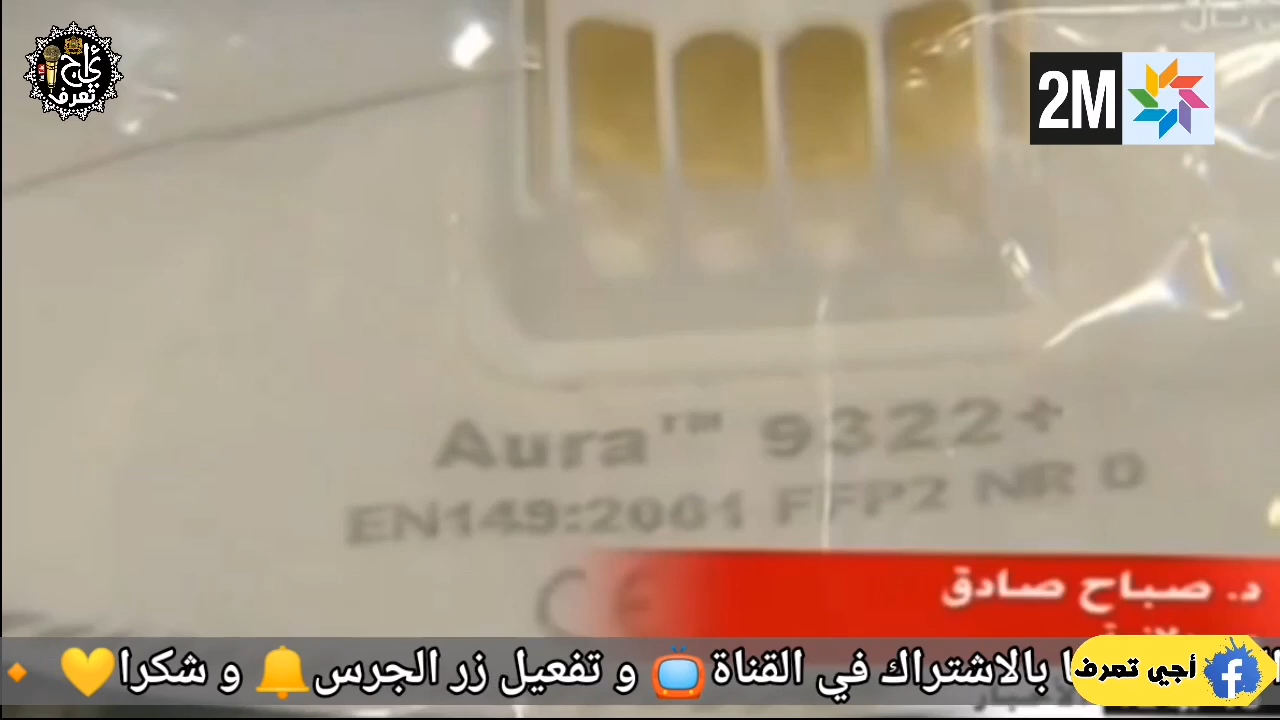 أجي
تعرف
2M
Aura™ 9322+
EN149:2001 FFP2 NR D
CE
د. صباح صادق
بالاشتراك في القناة📺 و تفعيل زر الجرس🔔 و شكرا💛🔸
أجي تعرف